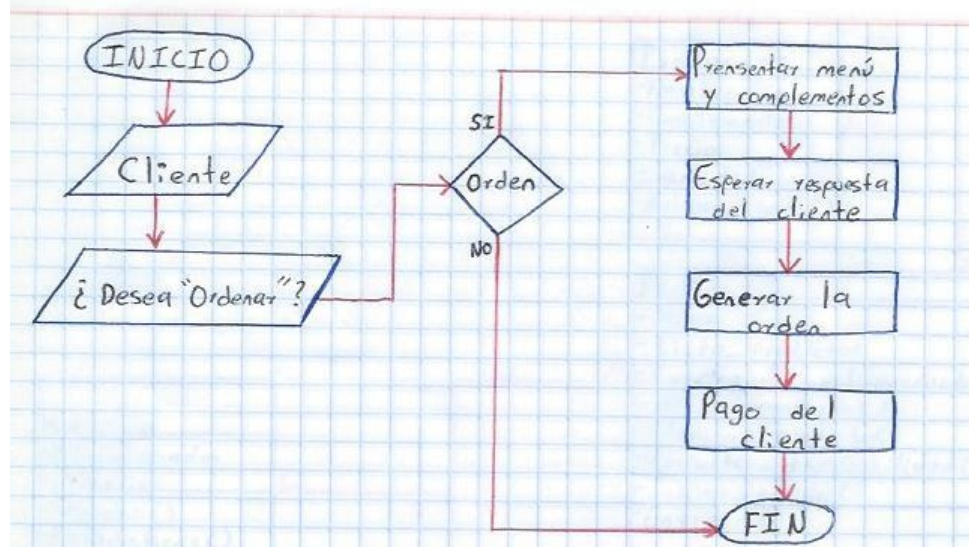 INICIO
Cliente
¿Desea "Ordenar"?
Orden
SI
NO
Prensentar menú
y complementos
Esperar respuesta
del cliente
Generar la
orden
Pago del
cliente
FIN